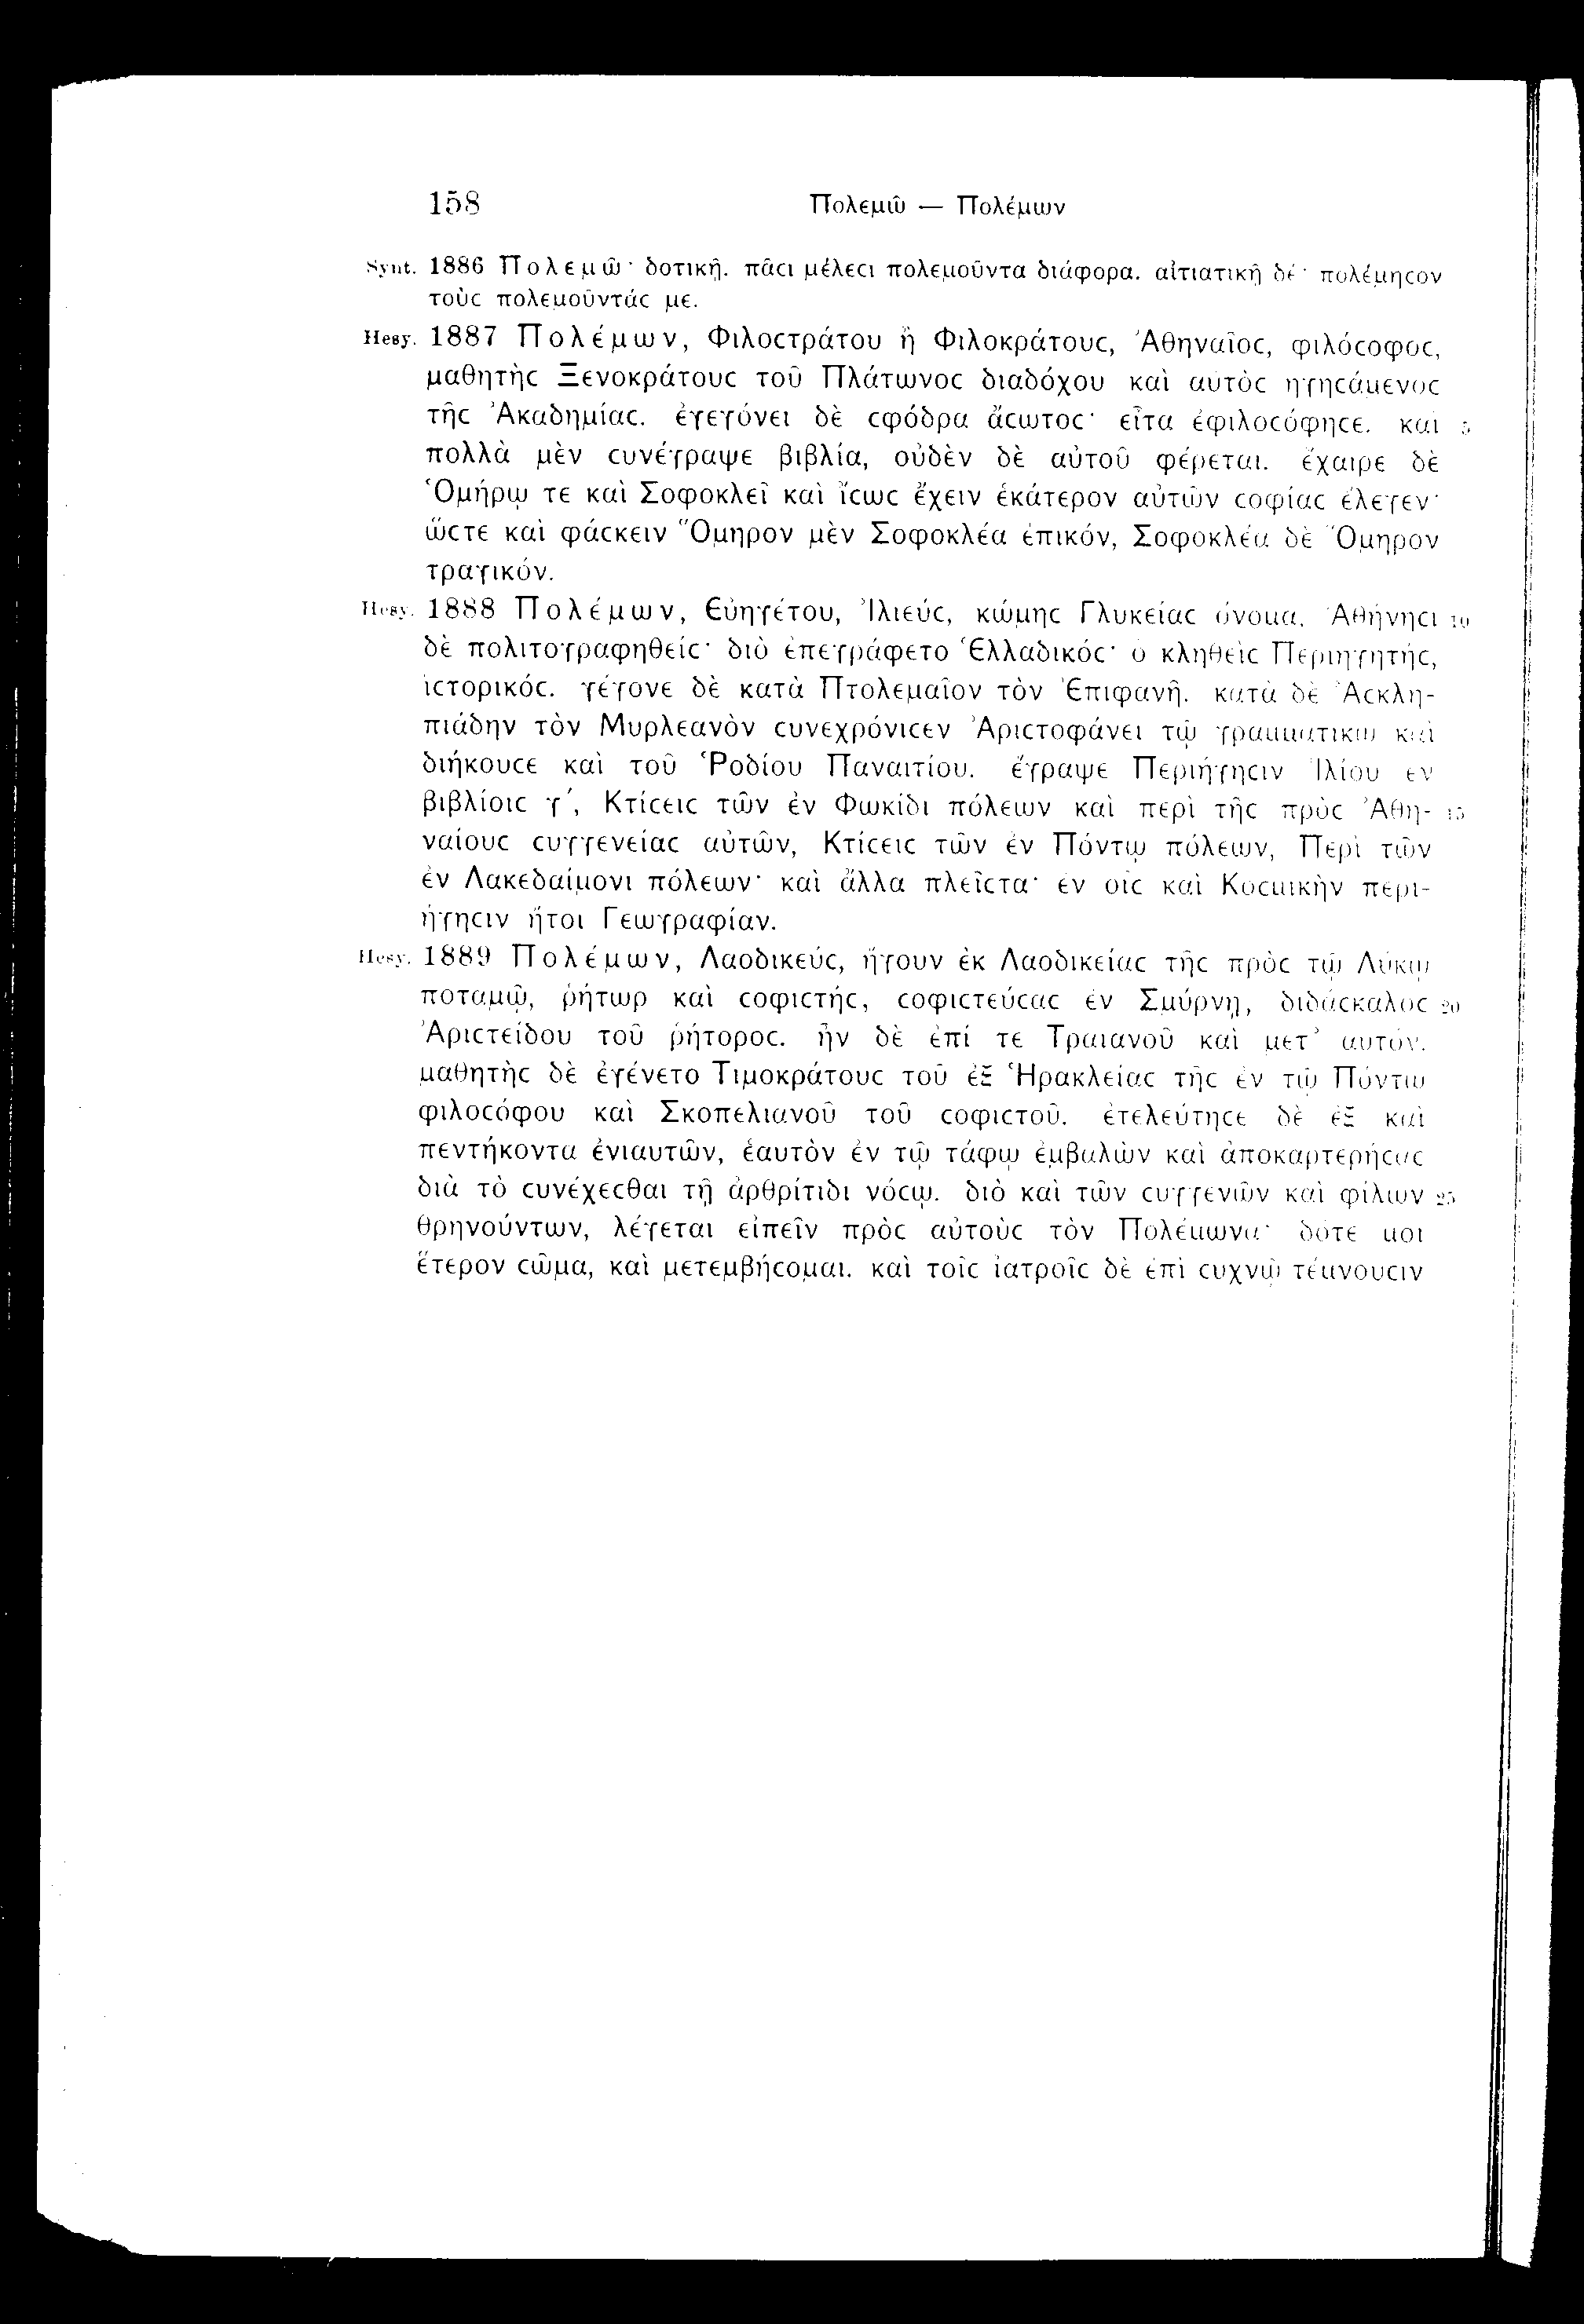 158 Πολεμῶ — Πολέμων
Synt. 1886 Πολεμῶ· δοτικῇ. πᾶϲι μέλεϲι πολεμοῦντα διάφορα. αἰτιατικῇ δέ· πολέμηϲον
τοὺϲ πολεμοῦντάϲ με.
Hesy. 1887 Πολέμων, Φιλοϲτράτου ἢ Φιλοκράτουϲ, Ἀθηναῖοϲ, φιλόϲοφοϲ,
μαθητὴϲ Ξενοκράτουϲ τοῦ Πλάτωνοϲ διαδόχου καὶ αὐτὸϲ ἡγηϲάμενοϲ
τῆϲ Ἀκαδημίαϲ. ἐγεγόνει δὲ ϲφόδρα ἄϲωτοϲ· εἶτα ἐφιλοϲόφηϲε. καὶ 5
πολλὰ μὲν ϲυνέγραψε βιβλία, οὐδὲν δὲ αὐτοῦ φέρεται. ἔχαιρε δὲ
Ὁμήρῳ τε καὶ Σοφοκλεῖ καὶ ἴϲωϲ ἔχειν ἑκάτερον αὐτῶν ϲοφίαϲ ἔλεγεν·
ὥϲτε καὶ φάϲκειν Ὅμηρον μὲν Σοφοκλέα ἐπικόν, Σοφοκλέα δὲ Ὅμηρον
τραγικόν.
Hesy. 1888 Πολέμων, Εὐηγέτου, Ἰλιεύϲ, κώμηϲ Γλυκείαϲ ὄνομα, Ἀθήνηϲι 10
δὲ πολιτογραφηθείϲ· διὸ ἐπεγράφετο Ἑλλαδικόϲ· ὁ κληθεὶϲ Περιηγητήϲ,
ἱϲτορικόϲ. γέγονε δὲ κατὰ Πτολεμαῖον τὸν Ἐπιφανῆ. κατὰ δὲ Ἀϲκλη-
πιάδην τὸν Μυρλεανὸν ϲυνεχρόνιϲεν Ἀριϲτοφάνει τῷ γραμματικῷ καὶ
διήκουϲε καὶ τοῦ Ῥοδίου Παναιτίου. ἔγραψε Περιήγηϲιν Ἰλίου ἐν
βιβλίοιϲ γʹ, Κτίϲειϲ τῶν ἐν Φωκίδι πόλεων καὶ περὶ τῆϲ πρὸϲ Ἀθη- 15
ναίουϲ ϲυγγενείαϲ αὐτῶν, Κτίϲειϲ τῶν ἐν Πόντῳ πόλεων, Περὶ τῶν
ἐν Λακεδαίμονι πόλεων· καὶ ἄλλα πλεῖϲτα· ἐν οἷϲ καὶ Κοϲμικὴν περι-
ήγηϲιν ἤτοι Γεωγραφίαν.
Hesy. 1889 Πολέμων, Λαοδικεύϲ, ἤγουν ἐκ Λαοδικείαϲ τῆϲ πρὸϲ τῷ Λύκῳ
ποταμῷ, ῥήτωρ καὶ ϲοφιϲτήϲ, ϲοφιϲτεύϲαϲ ἐν Σμύρνῃ, διδάϲκαλοϲ 20
Ἀριϲτείδου τοῦ ῥήτοροϲ. ἦν δὲ ἐπί τε Τραιανοῦ καὶ μετ᾽ αὐτόν.
μαθητὴϲ δὲ ἐγένετο Τιμοκράτουϲ τοῦ ἐξ Ἡρακλείαϲ τῆϲ ἐν τῷ Πόντῳ
φιλοϲόφου καὶ Σκοπελιανοῦ τοῦ ϲοφιϲτοῦ. ἐτελεύτηϲε δὲ ἓξ καὶ
πεντήκοντα ἐνιαυτῶν, ἑαυτὸν ἐν τῷ τάφῳ ἐμβαλὼν καὶ ἀποκαρτερήϲαϲ
διὰ τὸ ϲυνέχεϲθαι τῇ ἀρθρίτιδι νόϲῳ. διὸ καὶ τῶν ϲυγγενῶν καὶ φίλων 25
θρηνούντων, λέγεται εἰπεῖν πρὸϲ αὐτοὺϲ τὸν Πολέμωνα· δότε μοι
ἕτερον ϲῶμα, καὶ μετεμβήϲομαι. καὶ τοῖϲ ἰατροῖϲ δὲ ἐπὶ ϲυχνῷ τέμνουϲιν